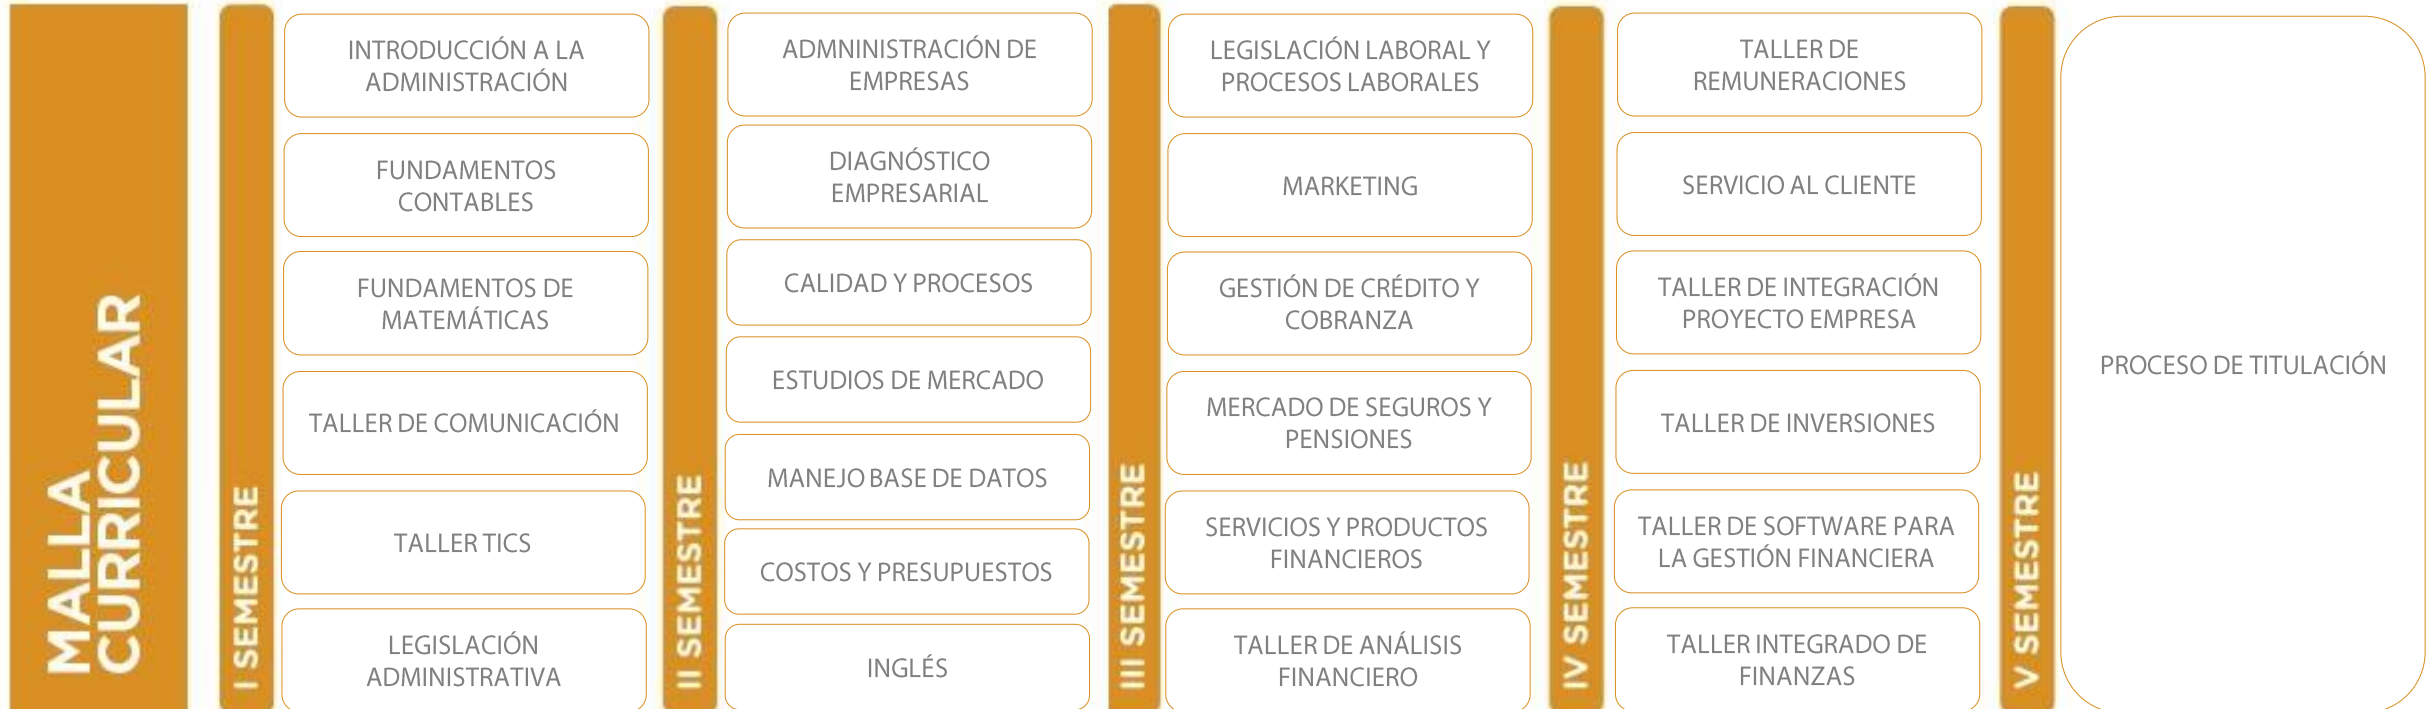 MALLA
CURRICULAR
I SEMESTRE
INTRODUCCIÓN A LA
ADMINISTRACIÓN
FUNDAMENTOS
CONTABLES
FUNDAMENTOS DE
MATEMÁTICAS
TALLER DE COMUNICACIÓN
TALLER TICS
LEGISLACIÓN
ADMINISTRATIVA
II SEMESTRE
ADMNINISTRACIÓN DE
EMPRESAS
DIAGNÓSTICO
EMPRESARIAL
CALIDAD Y PROCESOS
ESTUDIOS DE MERCADO
MANEJO BASE DE DATOS
COSTOS Y PRESUPUESTOS
INGLÉS
III SEMESTRE
LEGISLACIÓN LABORAL Y
PROCESOS LABORALES
MARKETING
GESTIÓN DE CRÉDITO Y
COBRANZA
MERCADO DE SEGUROS Y
PENSIONES
SERVICIOS Y PRODUCTOS
FINANCIEROS
TALLER DE ANÁLISIS
FINANCIERO
IV SEMESTRE
TALLER DE
REMUNERACIONES
SERVICIO AL CLIENTE
TALLER DE INTEGRACIÓN
PROYECTO EMPRESA
TALLER DE INVERSIONES
TALLER DE SOFTWARE PARA
LA GESTIÓN FINANCIERA
TALLER INTEGRADO DE
FINANZAS
V SEMESTRE
PROCESO DE TITULACIÓN